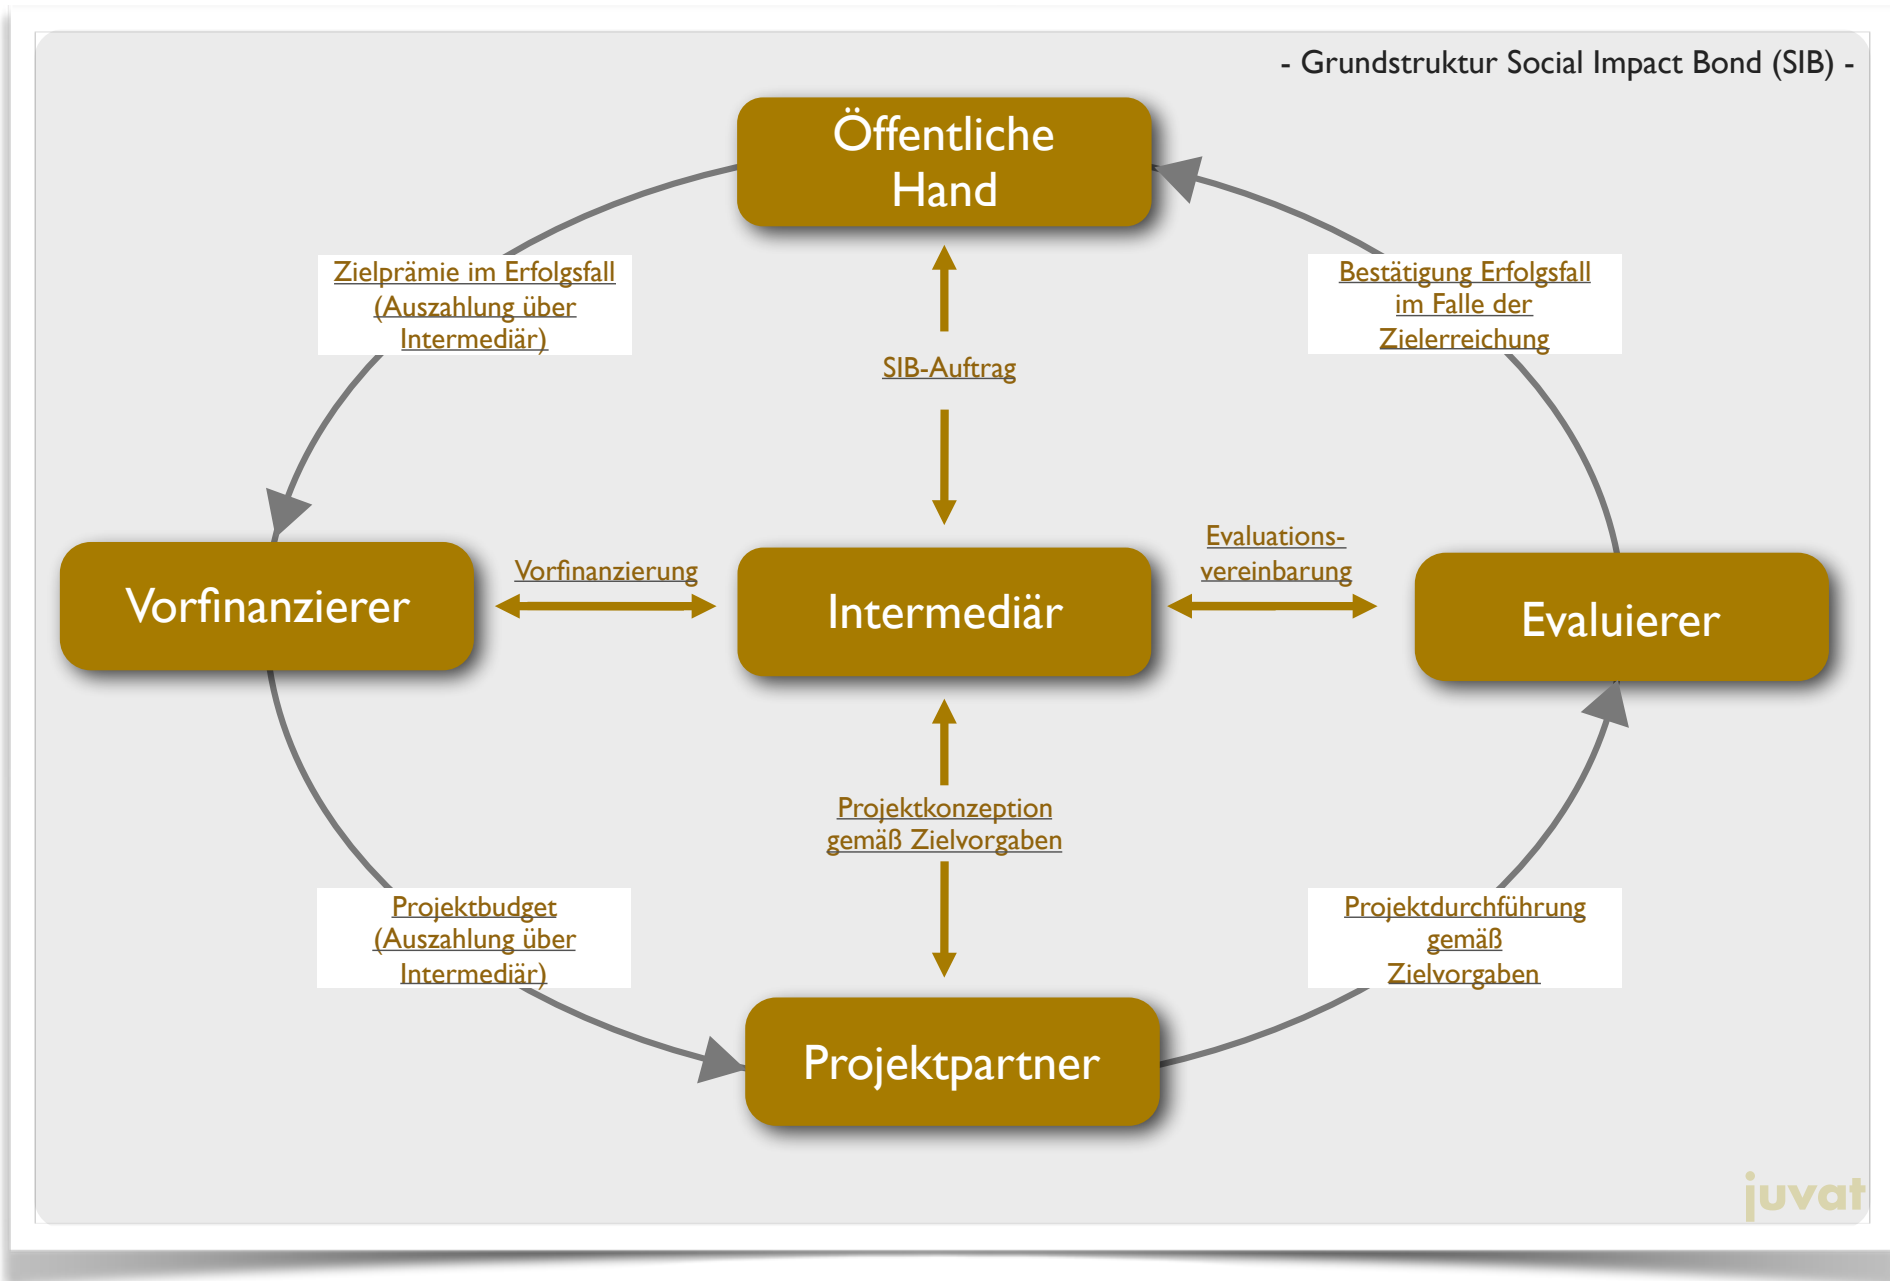 - Grundstruktur Social Impact Bond (SIB) -
Öffentliche
Hand
Zielprämie im Erfolgsfall
(Auszahlung über
Intermediär)
Bestätigung Erfolgsfall
im Falle der
Zielerreichung
SIB-Auftrag
Vorfinanzierer
Vorfinanzierung
Intermediär
Evaluations-
vereinbarung
Evaluierer
Projektkonzeption
gemäß Zielvorgaben
Projektbudget
(Auszahlung über
Intermediär)
Projektdurchführung
gemäß
Zielvorgaben
Projektpartner
juvat